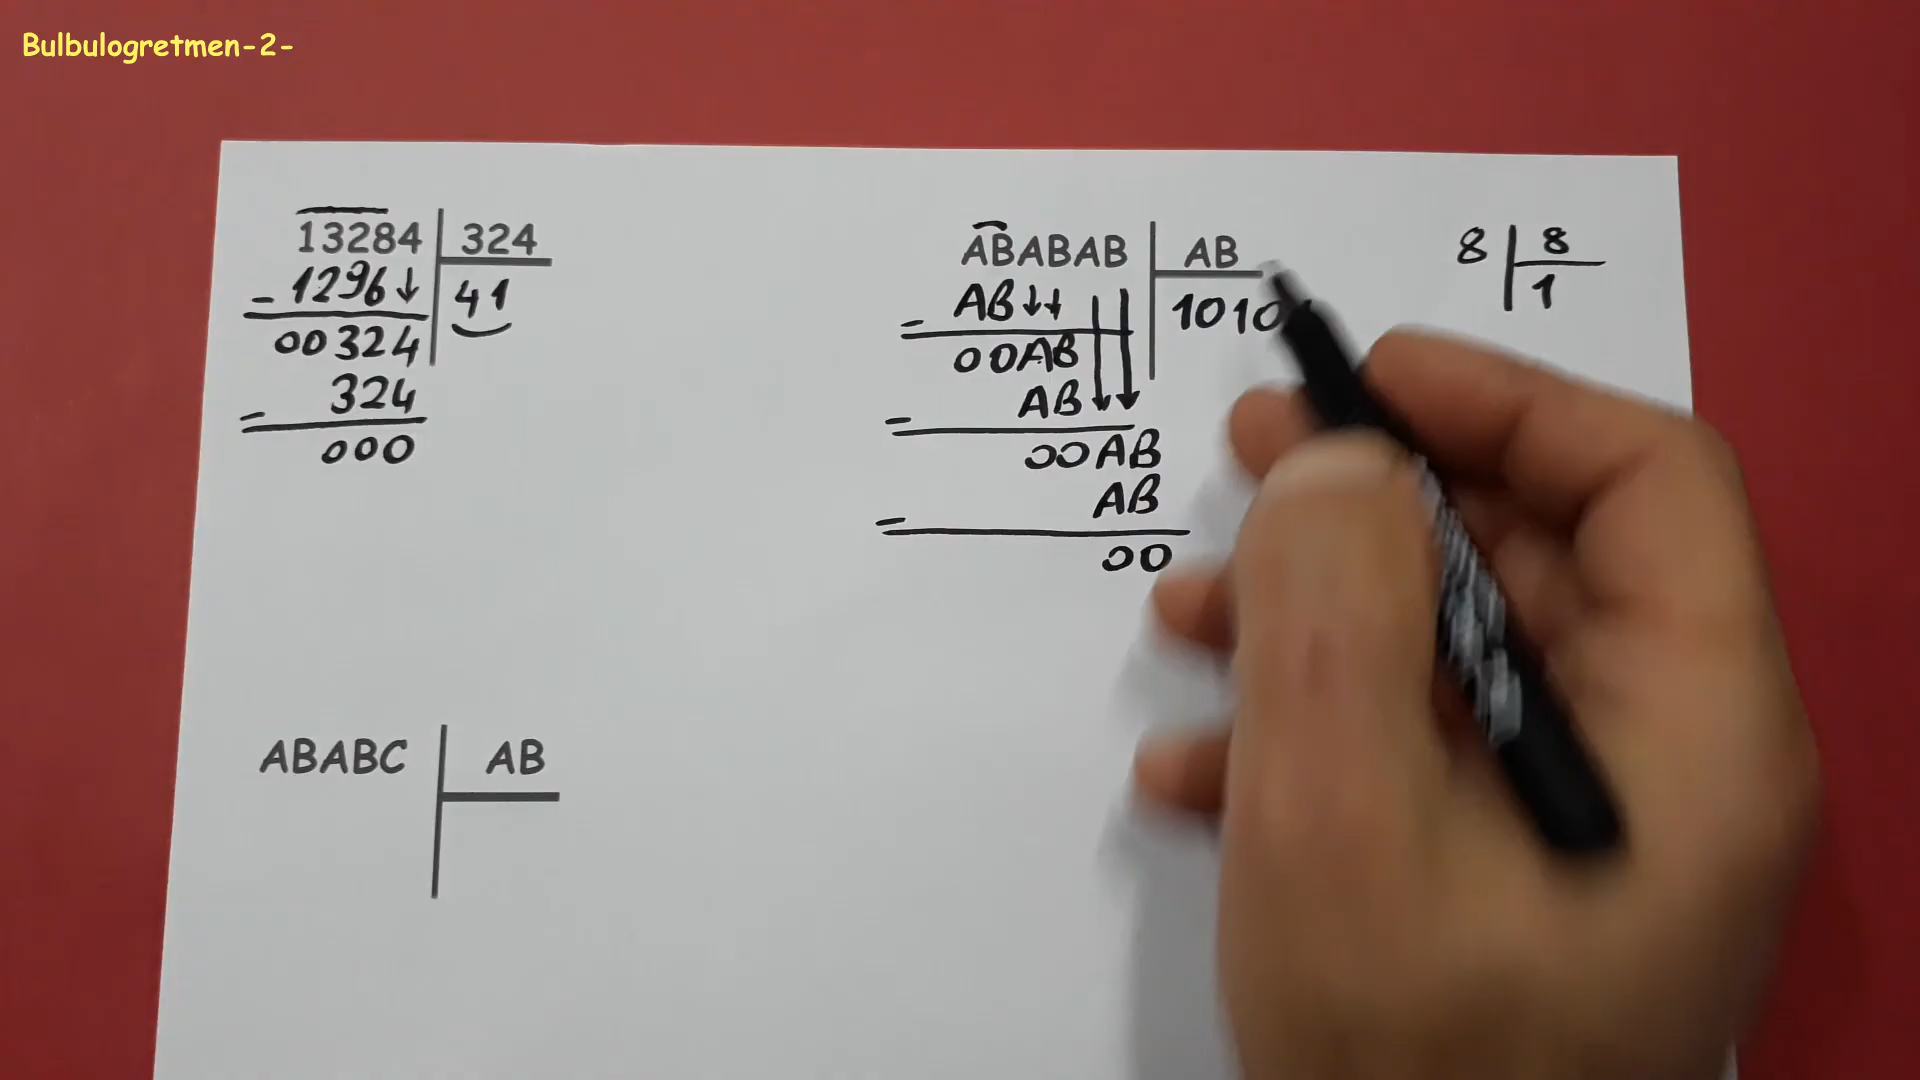 Bulbulogretmen-2-
13284 324
- 1296↓ 41
00324
- 324
000
ABABAB AB
- AB↓↓ 1010
00AB
- AB↓↓
00AB
- AB
00
8 8
1
ABABC AB